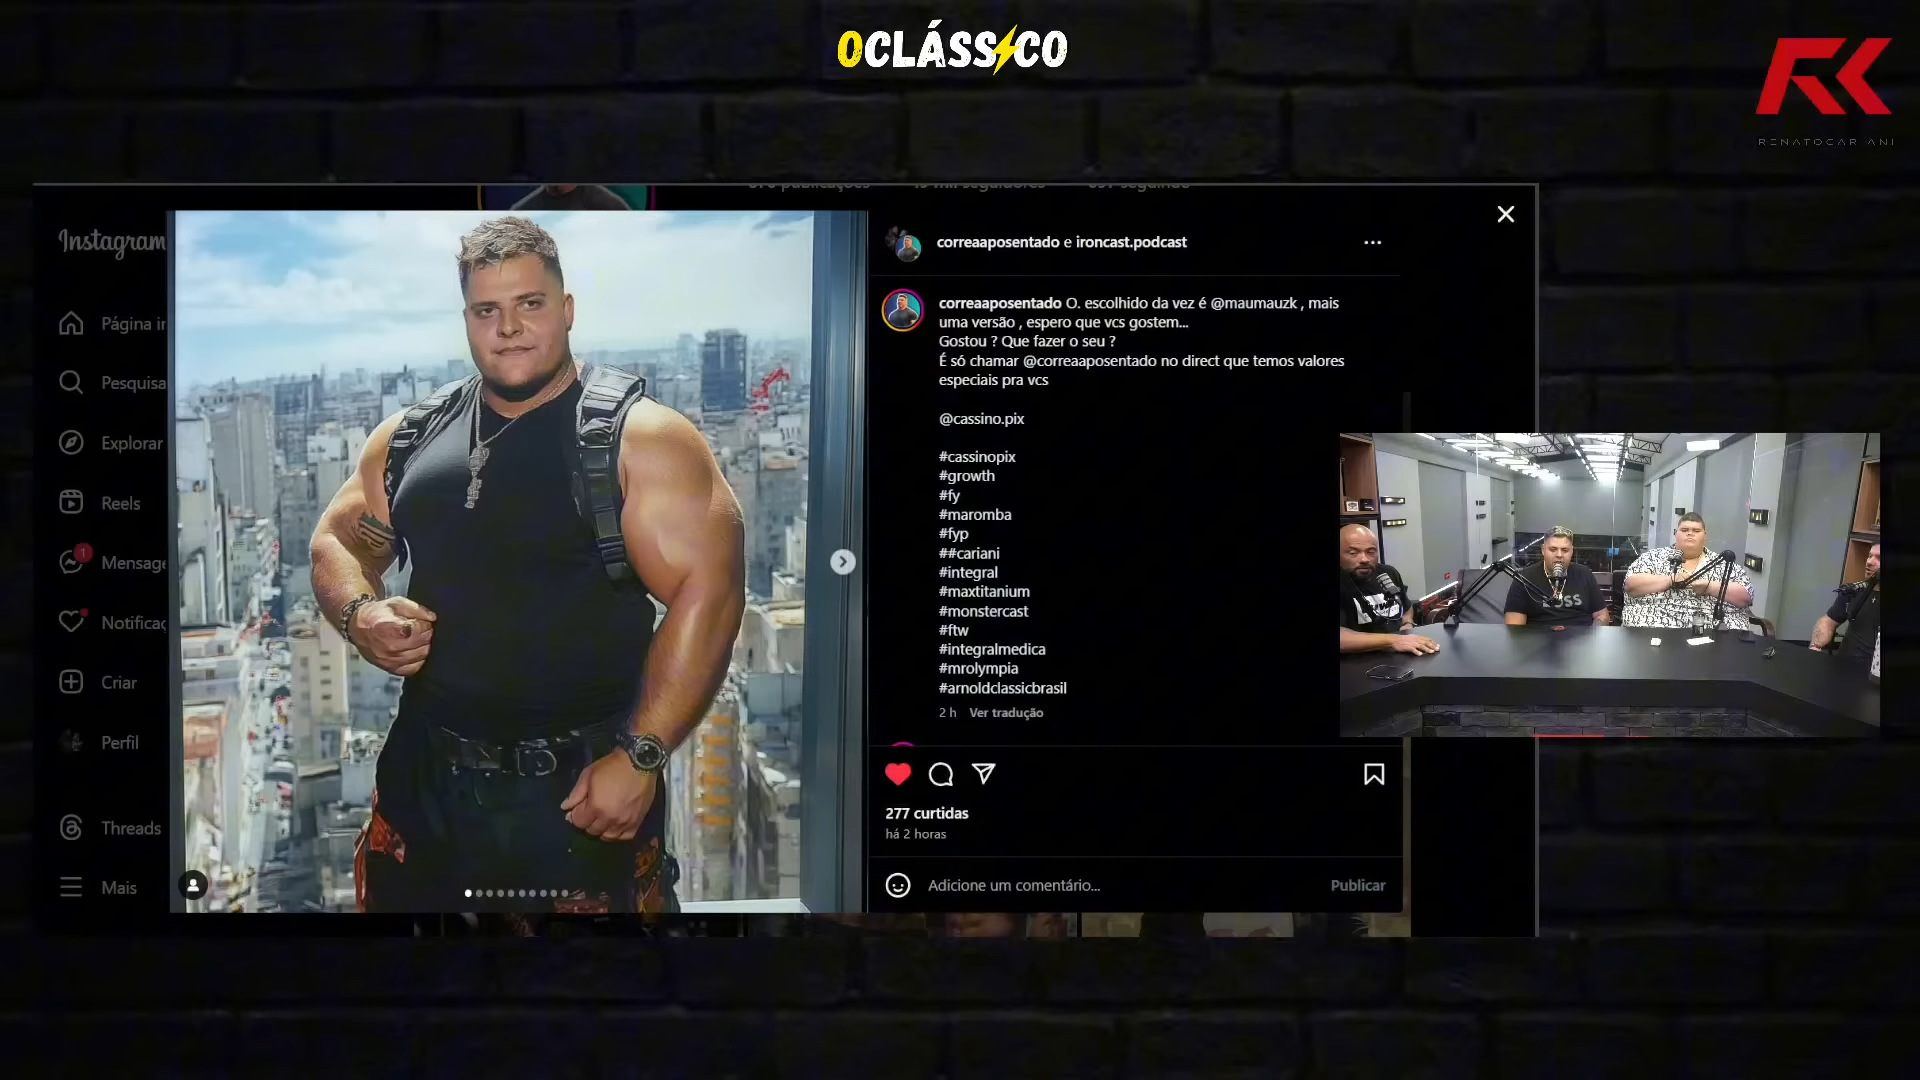 OCLÁSSICO
RK
RENATOCARIANI
Instagram
Página
Pesquisa
Explorar
Reels
1
Mensage
Notificaç
Criar
Perfil
Threads
Mais
correaaposentado e ironcast.podcast
correaaposentado O. escolhido da vez é @maumauzk , mais
uma versão , espero que vcs gostem...
Gostou ? Que fazer o seu ?
É só chamar @correaaposentado no direct que temos valores
especiais pra vcs
@cassino.pix
#cassinopix
#growth
#fy
#maromba
#fyp
##cariani
#integral
#maxtitanium
#monstercast
#ftw
#integralmedica
#mrolympia
#arnoldclassicbrasil
2 h Ver tradução
277 curtidas
há 2 horas
Adicione um comentário...
Publicar
BOSS